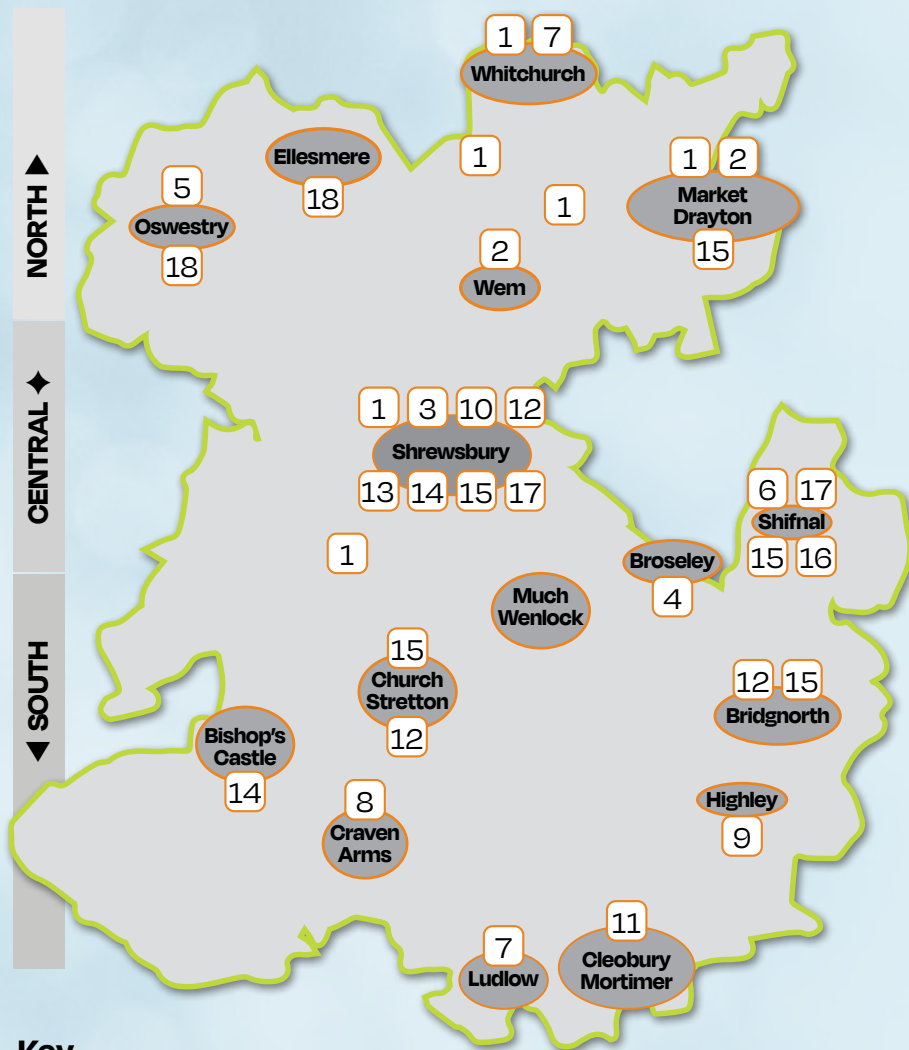 1 7
Whitchurch
Ellesmere
18
1
1 2
Market
Drayton
15
5
Oswestry
18
1
2
Wem
NORTH
1 3 10 12
Shrewsbury
13 14 15 17
CENTRAL
6 17
Shifnal
15 16
1
Broseley
4
Much
Wenlock
15
Church
Stretton
12
12 15
Bridgnorth
SOUTH
Bishop's
Castle
14
8
Craven
Arms
Highley
9
7
Ludlow
11
Cleobury
Mortimer
Key